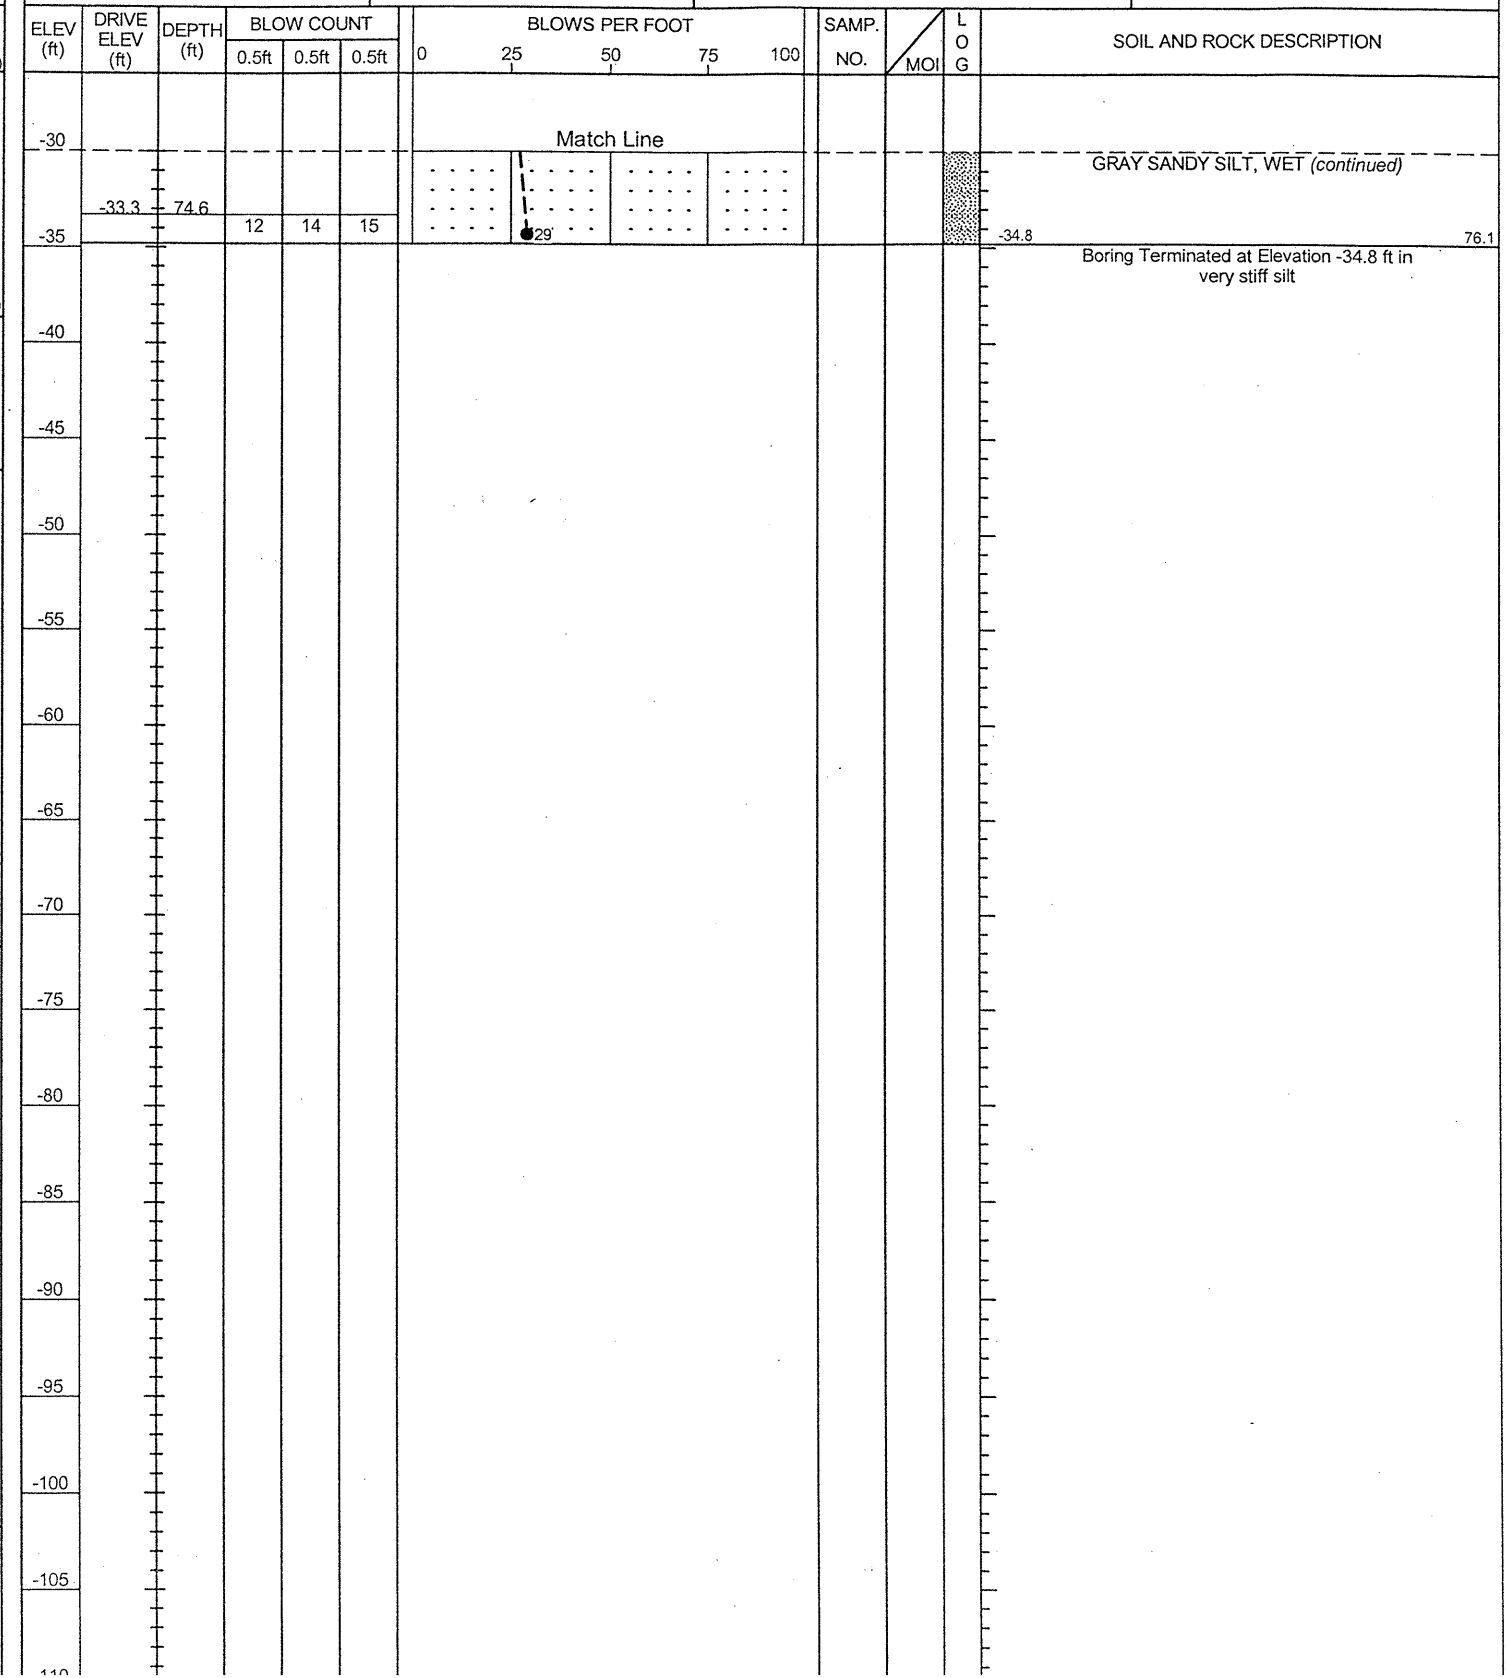 ELEV (ft) DRIVE ELEV (ft) DEPTH (ft) BLOW COUNT BLOWS PER FOOT SAMP. NO. MOI LOG SOIL AND ROCK DESCRIPTION
0.5ft 0.5ft 0.5ft 0 25 50 75 100
-30 Match Line
GRAY SANDY SILT, WET (continued)
-33.3 74.6
12 14 15 29
-35 -34.8 76.1
Boring Terminated at Elevation -34.8 ft in
very stiff silt
-40
-45
-50
-55
-60
-65
-70
-75
-80
-85
-90
-95
-100
-105